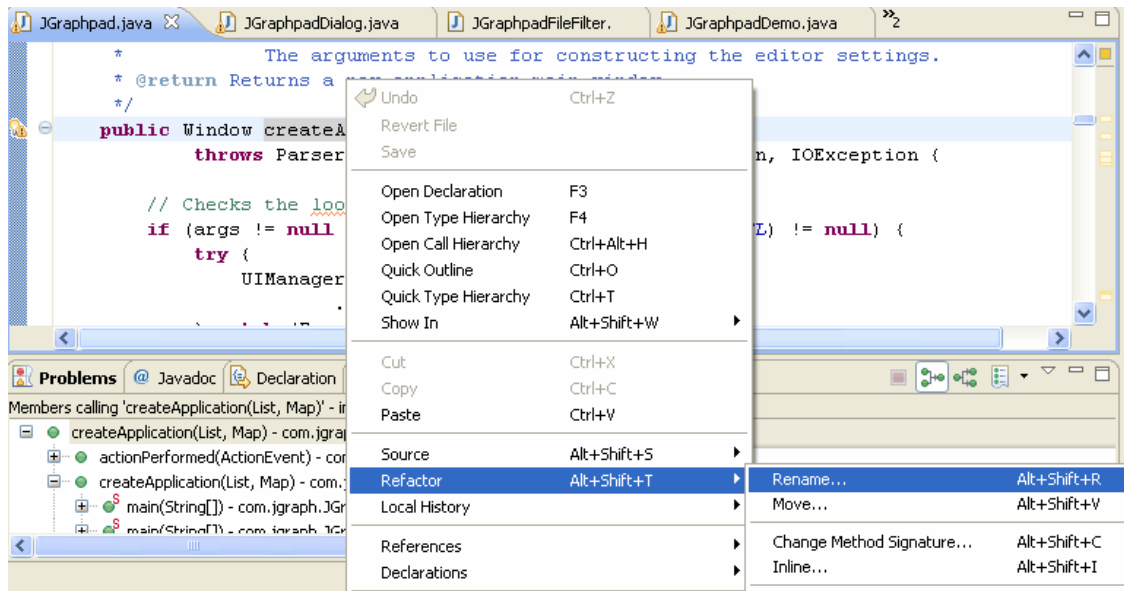 JGraphpad.java JGraphpadDialog.java JGraphpadFileFilter. JGraphpadDemo.java »2
* The arguments to use for constructing the editor settings.
* @return Returns a new application main window
*/
public Window createA
throws Parser n, IOException {
// Checks the loo
if (args != null L) != null) {
try {
UIManager
.
Undo Ctrl+Z
Revert File
Save
Open Declaration F3
Open Type Hierarchy F4
Open Call Hierarchy Ctrl+Alt+H
Quick Outline Ctrl+O
Quick Type Hierarchy Ctrl+T
Show In Alt+Shift+W
Cut Ctrl+X
Copy Ctrl+C
Paste Ctrl+V
Source Alt+Shift+S
Refactor Alt+Shift+T
Local History
References
Declarations
Rename... Alt+Shift+R
Move... Alt+Shift+V
Change Method Signature... Alt+Shift+C
Inline... Alt+Shift+I
Problems @ Javadoc Declaration
Members calling 'createApplication(List, Map)' - i
createApplication(List, Map) - com.jgra
actionPerformed(ActionEvent) - co
createApplication(List, Map) - com.
main(String[]) - com.jgraph.JGr
main(String[]) - com.jgraph.JGr